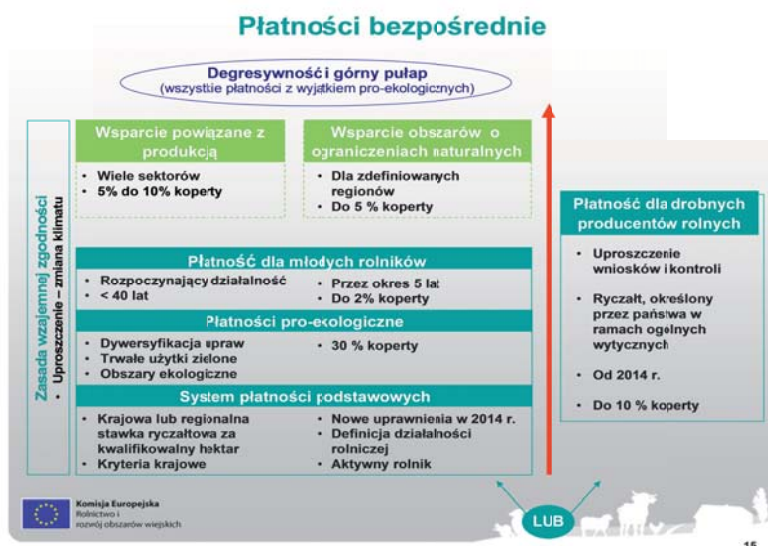 Płatności bezpośrednie
Degresywność i górny pułap
(wszystkie płatności z wyjątkiem pro-ekologicznych)
Zasada wzajemnej zgodności
• Uproszczenie – zmiana klimatu
Wsparcie powiązane z
produkcją
• Wiele sektorów
• 5% do 10% koperty
Wsparcie obszarów o
ograniczeniach naturalnych
• Dla zdefiniowanych
regionów
• Do 5 % koperty
Płatność dla młodych rolników
• Rozpoczynający działalność
• < 40 lat
• Przez okres 5 lat
• Do 2% koperty
Płatności pro-ekologiczne
• Dywersyfikacja upraw
• Trwałe użytki zielone
• Obszary ekologiczne
• 30 % koperty
System płatności podstawowych
• Krajowa lub regionalna
stawka ryczałtowa za
kwalifikowalny hektar
• Kryteria krajowe
• Nowe uprawnienia w 2014 r.
• Definicja działalności
rolniczej
• Aktywny rolnik
Płatność dla drobnych
producentów rolnych
• Uproszczenie
wniosków i kontroli
• Ryczałt, określony
przez państwa w
ramach ogólnych
wytycznych
• Od 2014 r.
• Do 10 % koperty
LUB
Komisja Europejska
Rolnictwo i
rozwój obszarów wiejskich
15